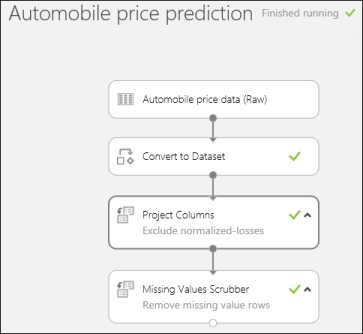 Automobile price prediction Finished running
Automobile price data (Raw)
Convert to Dataset
Project Columns
Exclude normalized-losses
Missing Values Scrubber
Remove missing value rows